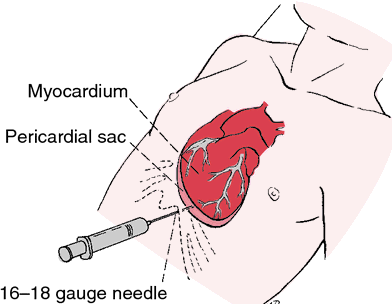 Myocardium
Pericardial sac
16–18 gauge needle